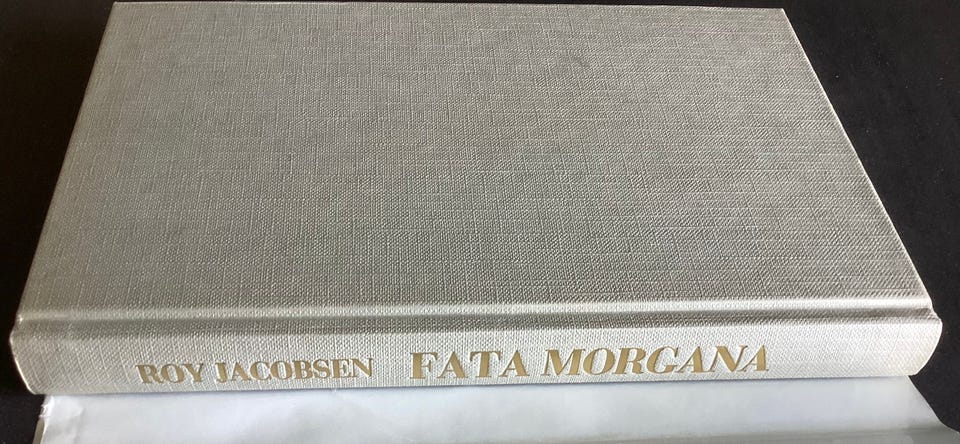 ROY JACOBSEN FATA MORGANA